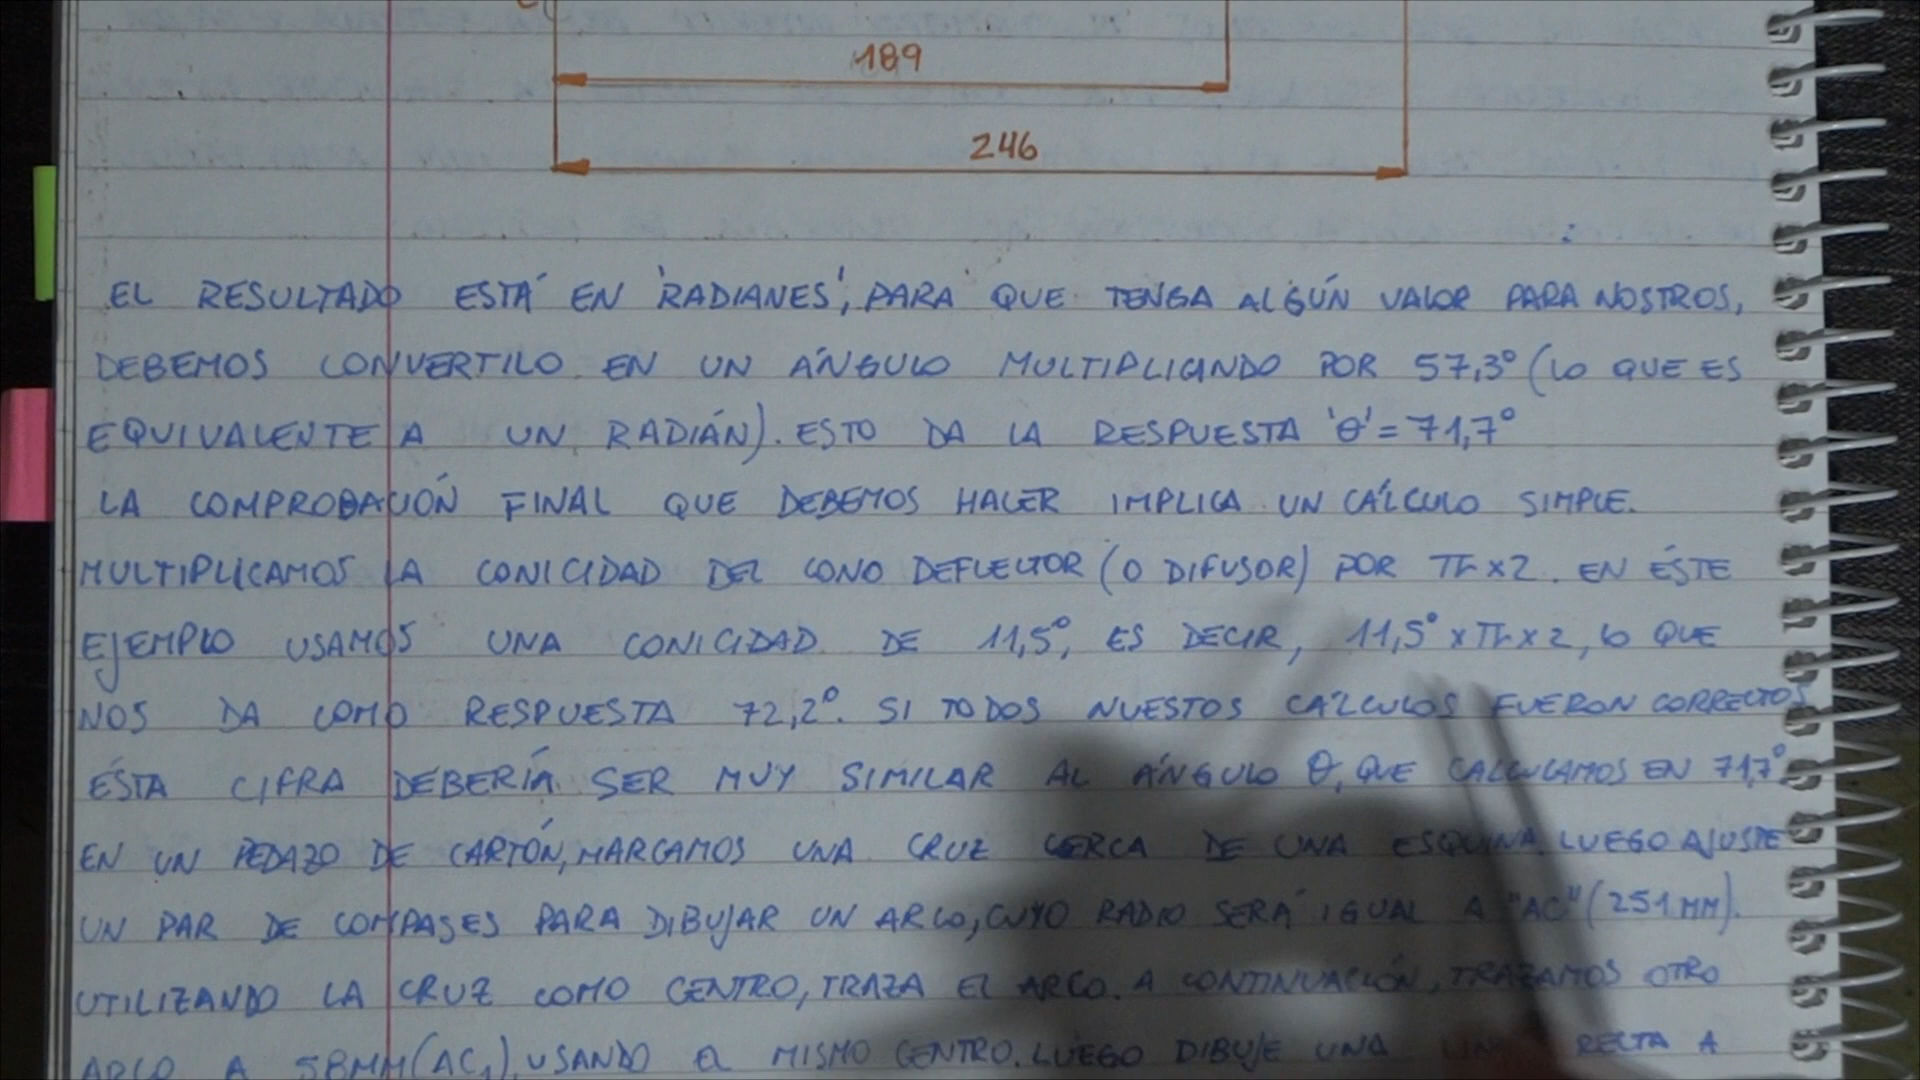 189
246
EL RESULTADO ESTÁ EN 'RADIANES', PARA QUE TENGA ALGÚN VALOR PARA NOSTROS,
DEBEMOS CONVERTILO EN UN ÁNGULO MULTIPLICANDO POR 57,3° (LO QUE ES
EQUIVALENTE A UN RADIÁN). ESTO DA LA RESPUESTA 'θ' = 71,7°
LA COMPROBACIÓN FINAL QUE DEBEMOS HACER IMPLICA UN CÁLCULO SIMPLE.
MULTIPLICAMOS LA CONICIDAD DEL CONO DEFLECTOR (O DIFUSOR) POR π x 2. EN ÉSTE
EJEMPLO USAMOS UNA CONICIDAD DE 11,5°, ES DECIR, 11,5° x π x 2, LO QUE
NOS DA COMO RESPUESTA 72,2°. SI TODOS NUESTOS CÁLCULOS FUERON CORRECTOS
ÉSTA CIFRA DEBERÍA SER MUY SIMILAR AL ÁNGULO θ, QUE CALCULAMOS EN 71,7°
EN UN PEDAZO DE CARTÓN, MARCAMOS UNA CRUZ CERCA DE UNA ESQUINA. LUEGO AJUSTE
UN PAR DE COMPASES PARA DIBUJAR UN ARCO, CUYO RADIO SERÁ IGUAL A "AC" (251 MM).
UTILIZANDO LA CRUZ COMO CENTRO, TRAZA EL ARCO. A CONTINUACIÓN, TRAZAMOS OTRO
ARCO A 58MM (AC1), USANDO EL MISMO CENTRO. LUEGO DIBUJE UNA RECTA A